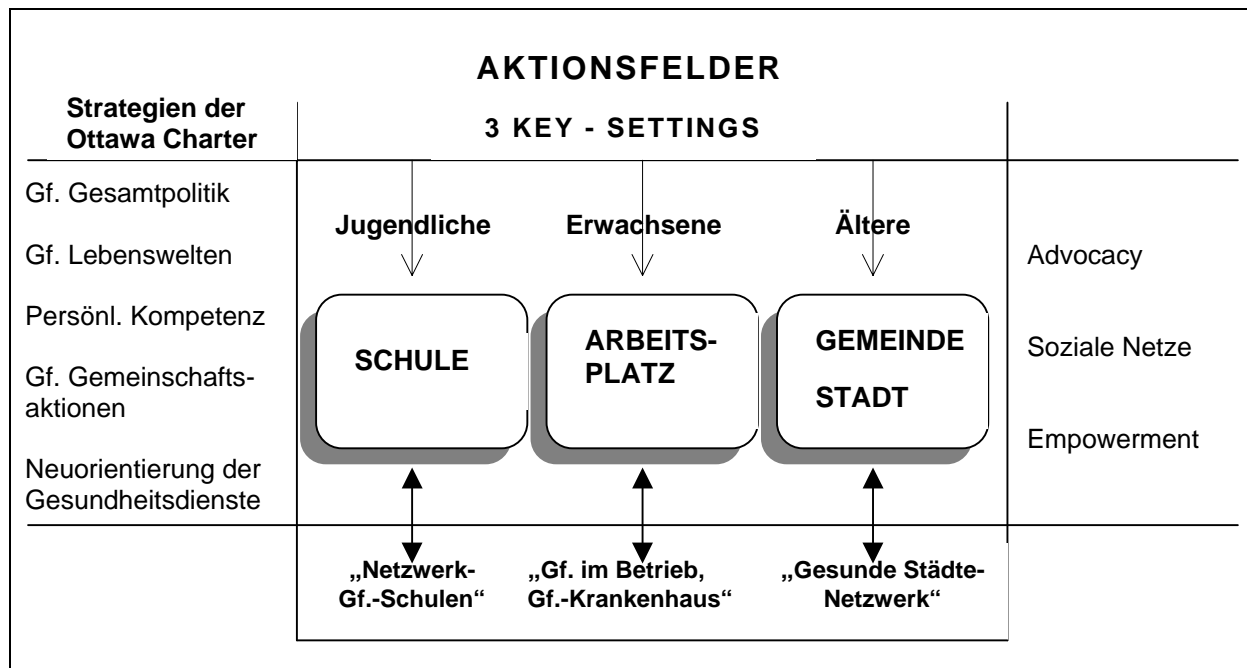 AKTIONSFELDER
Strategien der
Ottawa Charter
3 KEY - SETTINGS
Gf. Gesamtpolitik
Gf. Lebenswelten
Persönl. Kompetenz
Gf. Gemeinschafts-
aktionen
Neuorientierung der
Gesundheitsdienste
Jugendliche
Erwachsene
Ältere
SCHULE
ARBEITS-
PLATZ
GEMEINDE
STADT
„Netzwerk-
Gf.-Schulen“
„Gf. im Betrieb,
Gf.-Krankenhaus“
„Gesunde Städte-
Netzwerk“
Advocacy
Soziale Netze
Empowerment